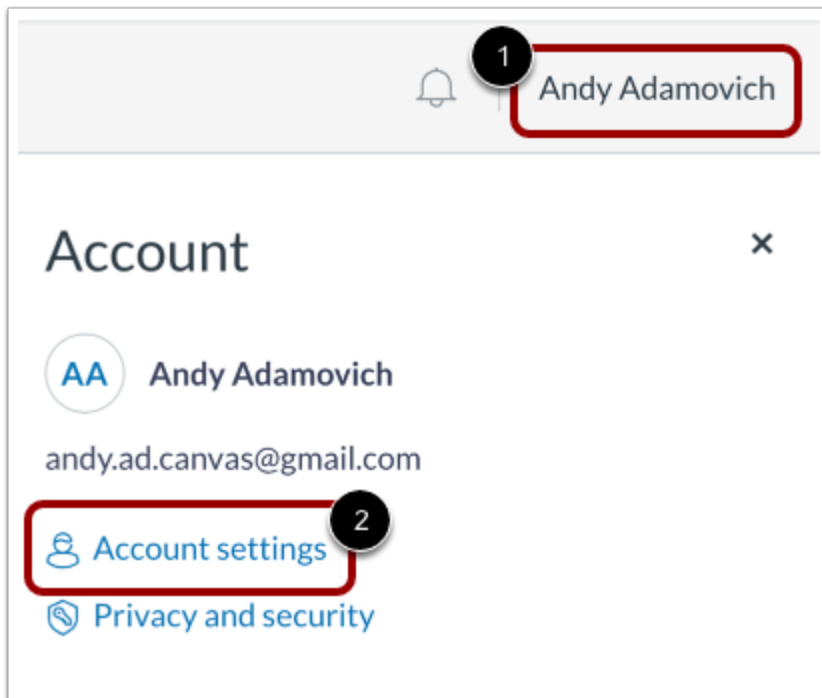 1
Andy Adamovich
Account
×
AA
Andy Adamovich
andy.ad.canvas@gmail.com
2
Account settings
Privacy and security